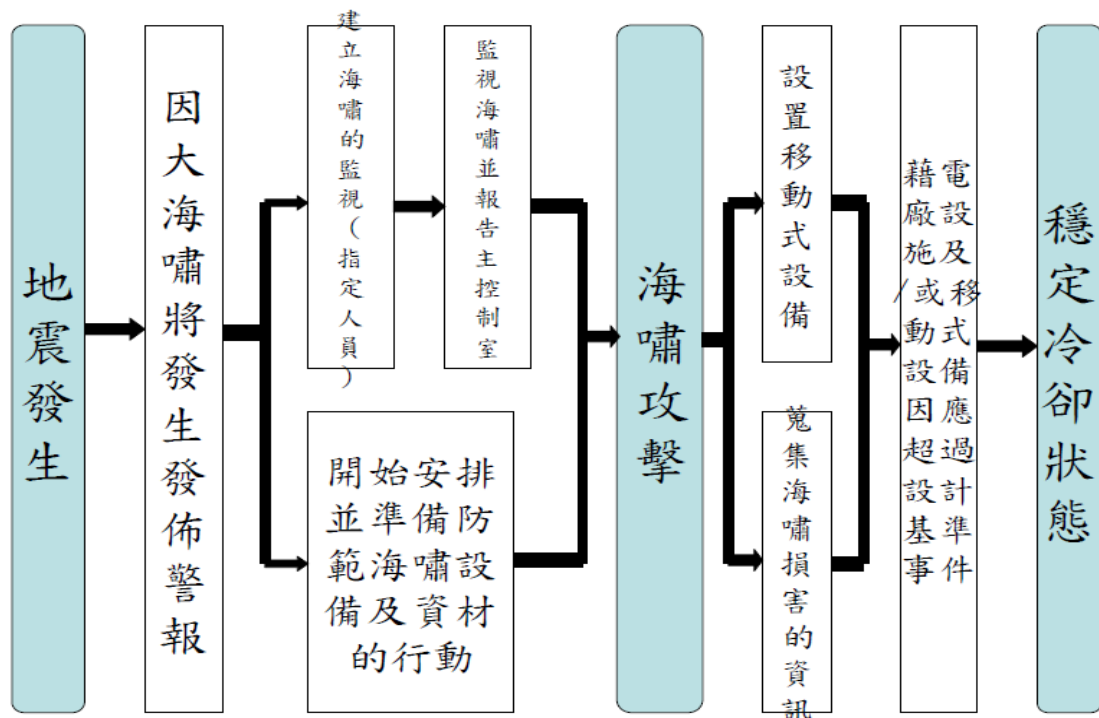 地震發生
因大海嘯將發生發佈警報
建立海嘯的監視(指定人員)
監視海嘯並報告主控制室
開始安排
並準備防
範海嘯設
備及資材
的行動
海嘯攻擊
設置移動式設備
蒐集海嘯損害的資訊
藉電
廠設
施及
/或移
動式
設備
因應
超過
設計
基準
事件
穩定冷卻狀態